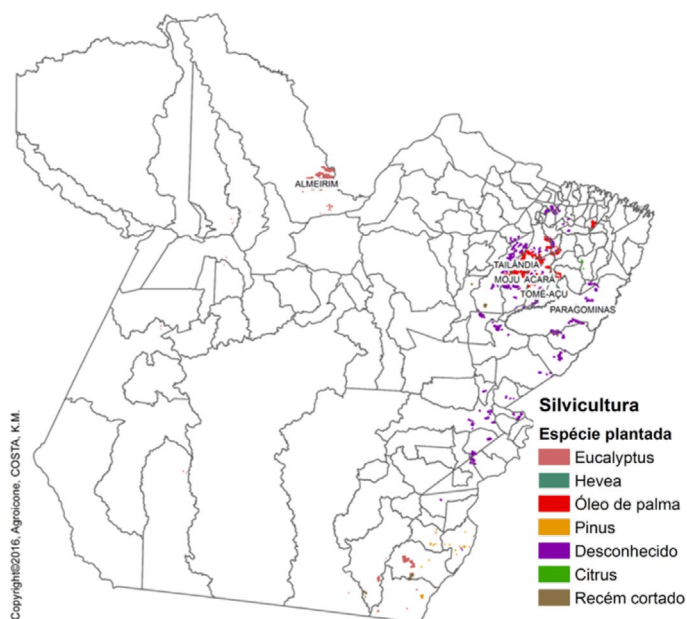 ALMEIRIM
TAILÂNDIA
MOJU ACARÁ
TOMÉ-AÇU
PARAGOMINAS
Silvicultura
Espécie plantada
Eucalyptus
Hevea
Óleo de palma
Pinus
Desconhecido
Citrus
Recém cortado
Copyright©2016, Agroicone, COSTA, K.M.